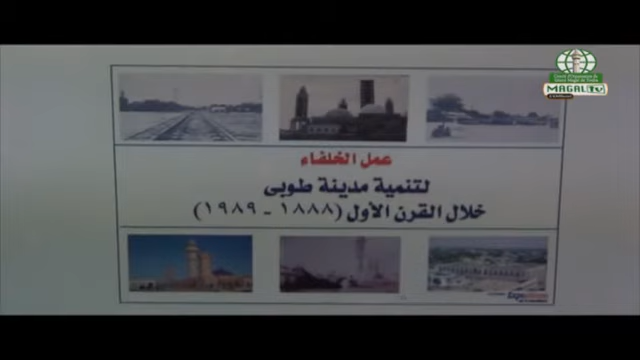 MAGAL TV
عمل الخلفاء
لتنمية مدينة طوبى
خلال القرن الأول (١٨٨٨ - ١٩٨٩)